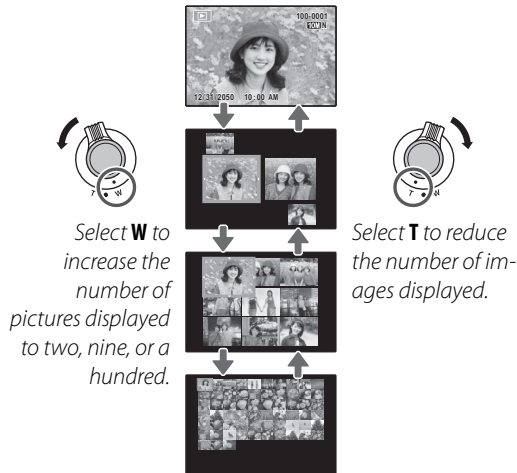 100-0001
10M N
12/31/2050 10:00 AM
T W
T W
Select W to
increase the
number of
pictures displayed
to two, nine, or a
hundred.
Select T to reduce
the number of im-
ages displayed.